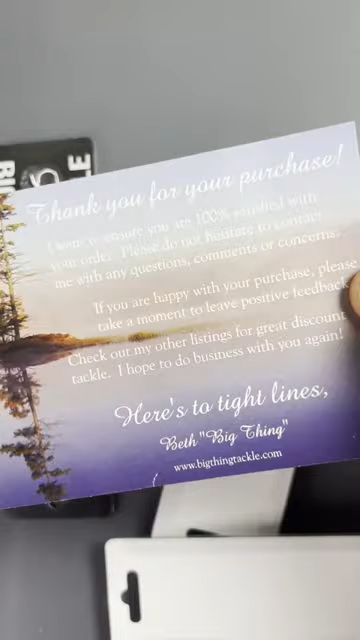 Thank you for your purchase!
I want to ensure you are 100% satisfied with
your order. Please do not hesitate to contact
me with any questions, comments or concerns.
If you are happy with your purchase, please
take a moment to leave positive feedback
Check out my other listings for great discount
tackle. I hope to do business with you again!
Here's to tight lines,
Beth "Big Thing"
www.bigthingtackle.com